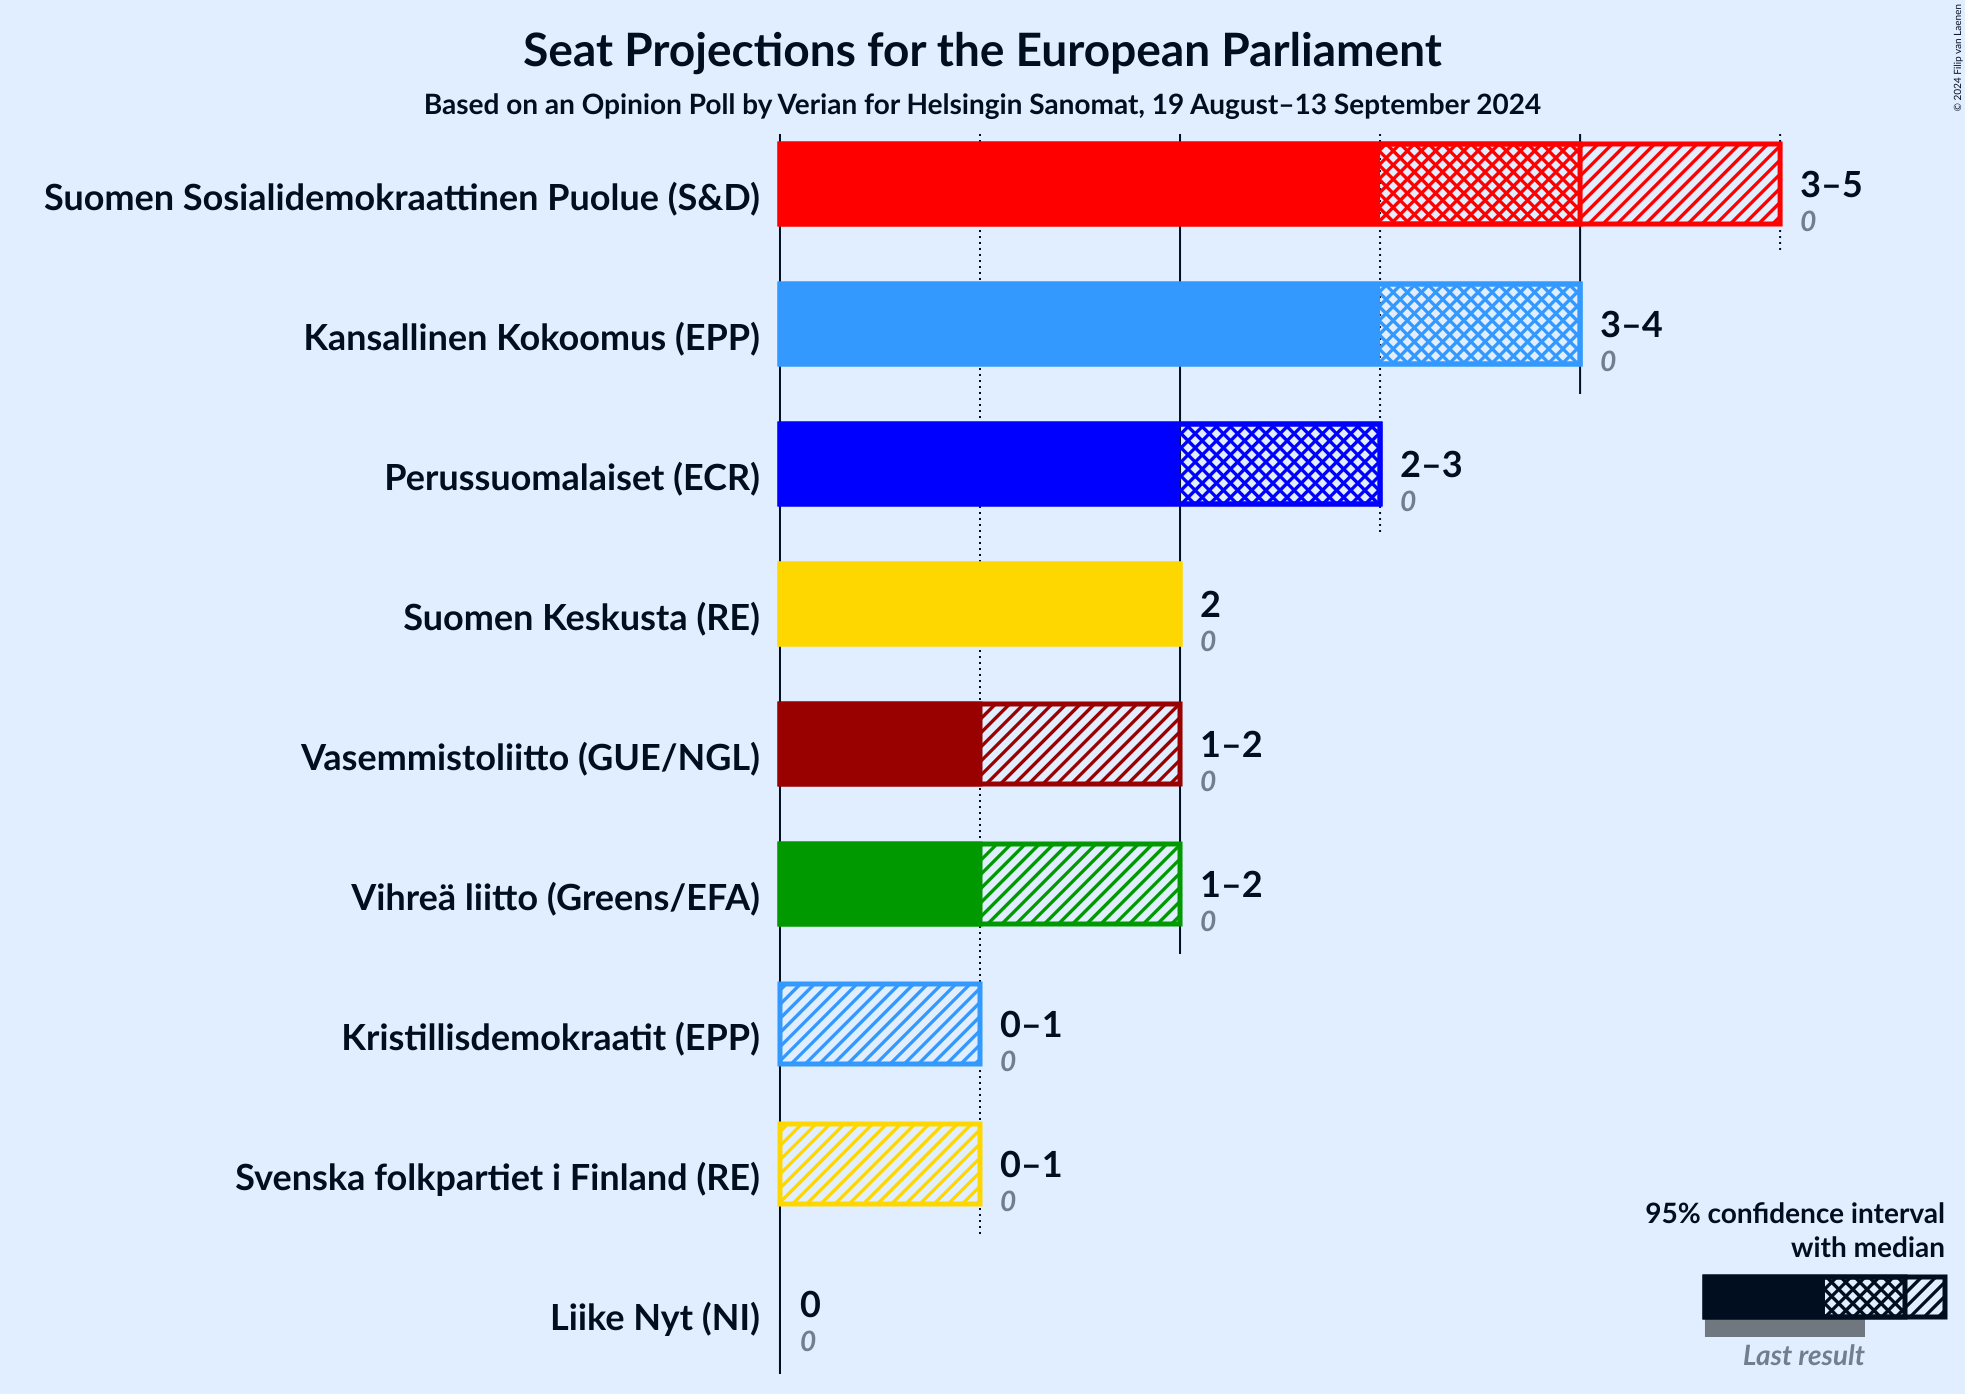 Seat Projections for the European Parliament
Based on an Opinion Poll by Verian for Helsingin Sanomat, 19 August–13 September 2024
© 2024 Filip van Laenen
Suomen Sosialidemokraattinen Puolue (S&D)
3–5
0
Kansallinen Kokoomus (EPP)
3–4
0
Perussuomalaiset (ECR)
2–3
0
Suomen Keskusta (RE)
2
0
Vasemmistoliitto (GUE/NGL)
1–2
0
Vihreä liitto (Greens/EFA)
1–2
0
Kristillisdemokraatit (EPP)
0–1
0
Svenska folkpartiet i Finland (RE)
0–1
0
Liike Nyt (NI)
0
0
95% confidence interval
with median
Last result